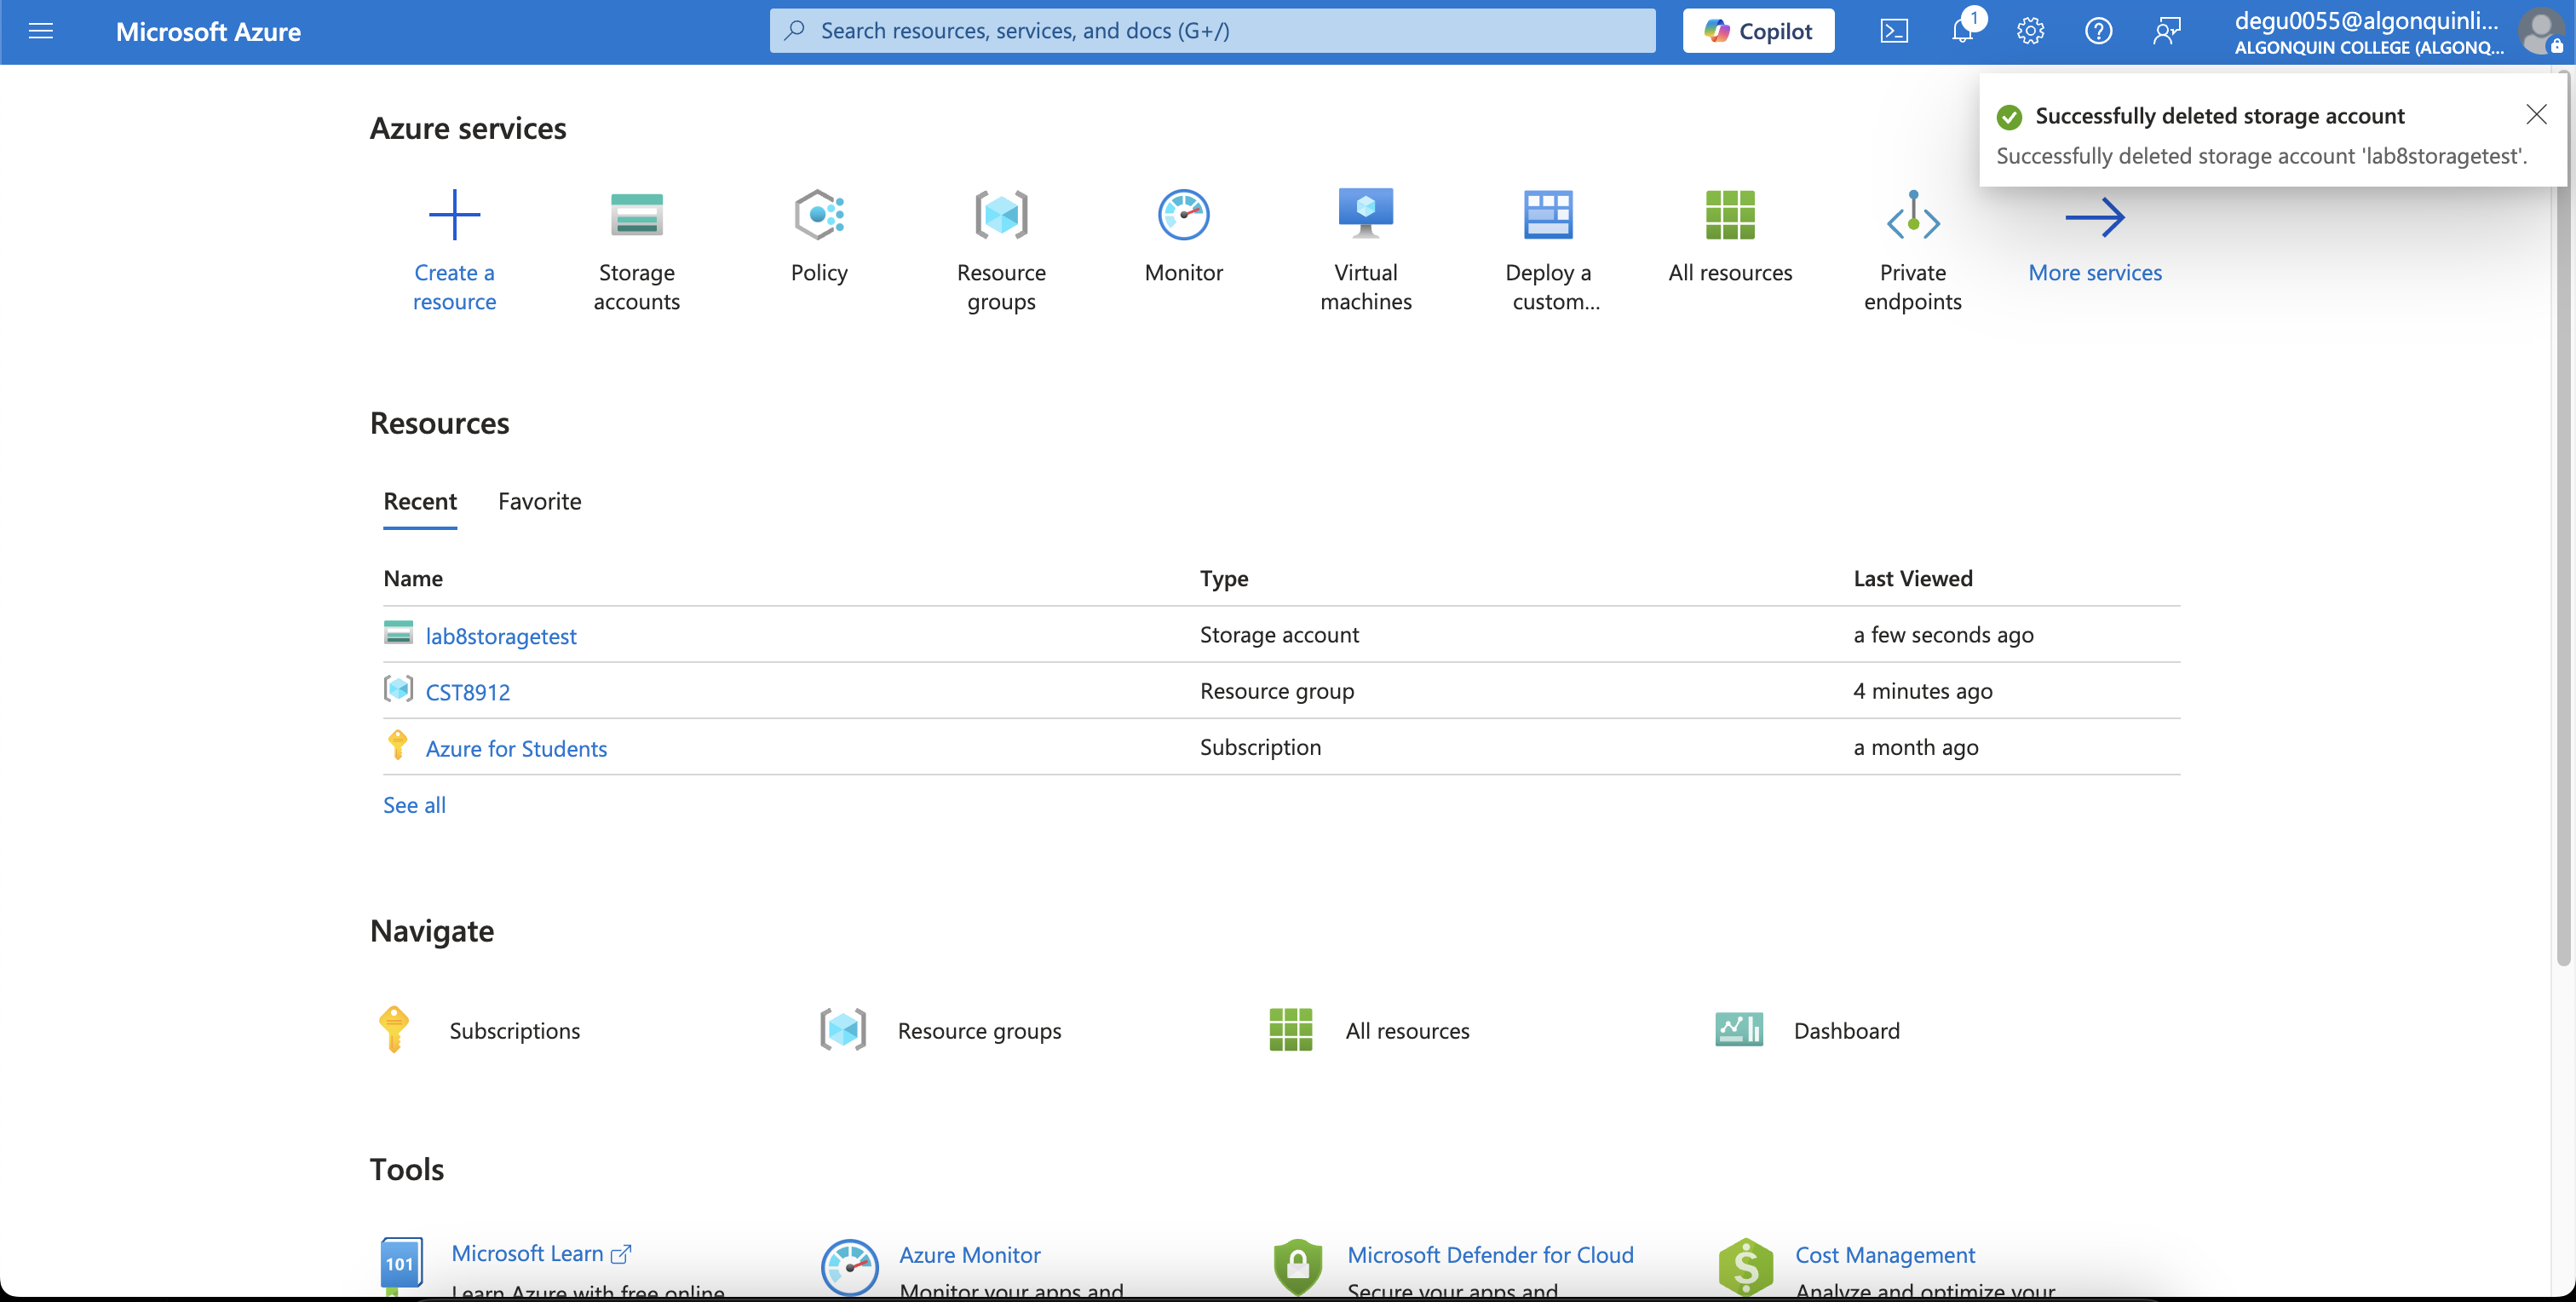 Microsoft Azure
Search resources, services, and docs (G+/)
Copilot
1
degu0055@algonquinli...
ALGONQUIN COLLEGE (ALGONQ...
Successfully deleted storage account
Successfully deleted storage account 'lab8storagetest'.
Azure services
Create a
resource
Storage
accounts
Policy
Resource
groups
Monitor
Virtual
machines
Deploy a
custom...
All resources
Private
endpoints
More services
Resources
Recent
Favorite
Name Type Last Viewed
lab8storagetest Storage account a few seconds ago
CST8912 Resource group 4 minutes ago
Azure for Students Subscription a month ago
See all
Navigate
Subscriptions
Resource groups
All resources
Dashboard
Tools
101
Microsoft Learn
Learn Azure with free online
Azure Monitor
Monitor your apps and
Microsoft Defender for Cloud
Secure your apps and
$
Cost Management
Analyze and optimize your